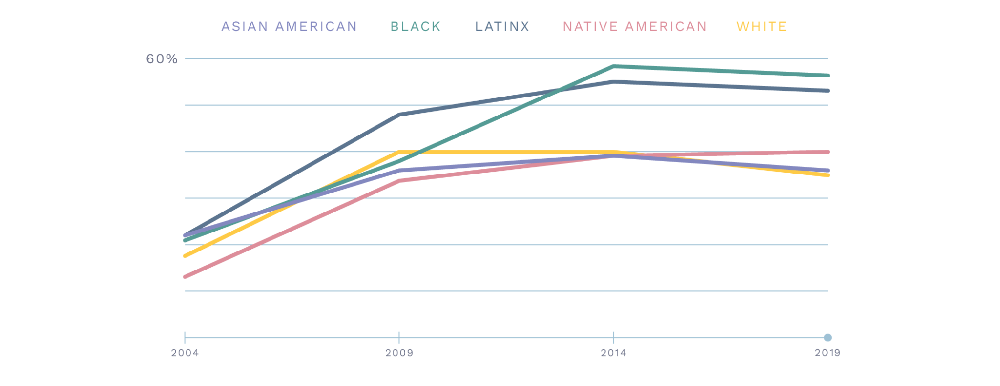 ASIAN AMERICAN BLACK LATINX NATIVE AMERICAN WHITE
60%
2004 2009 2014 2019